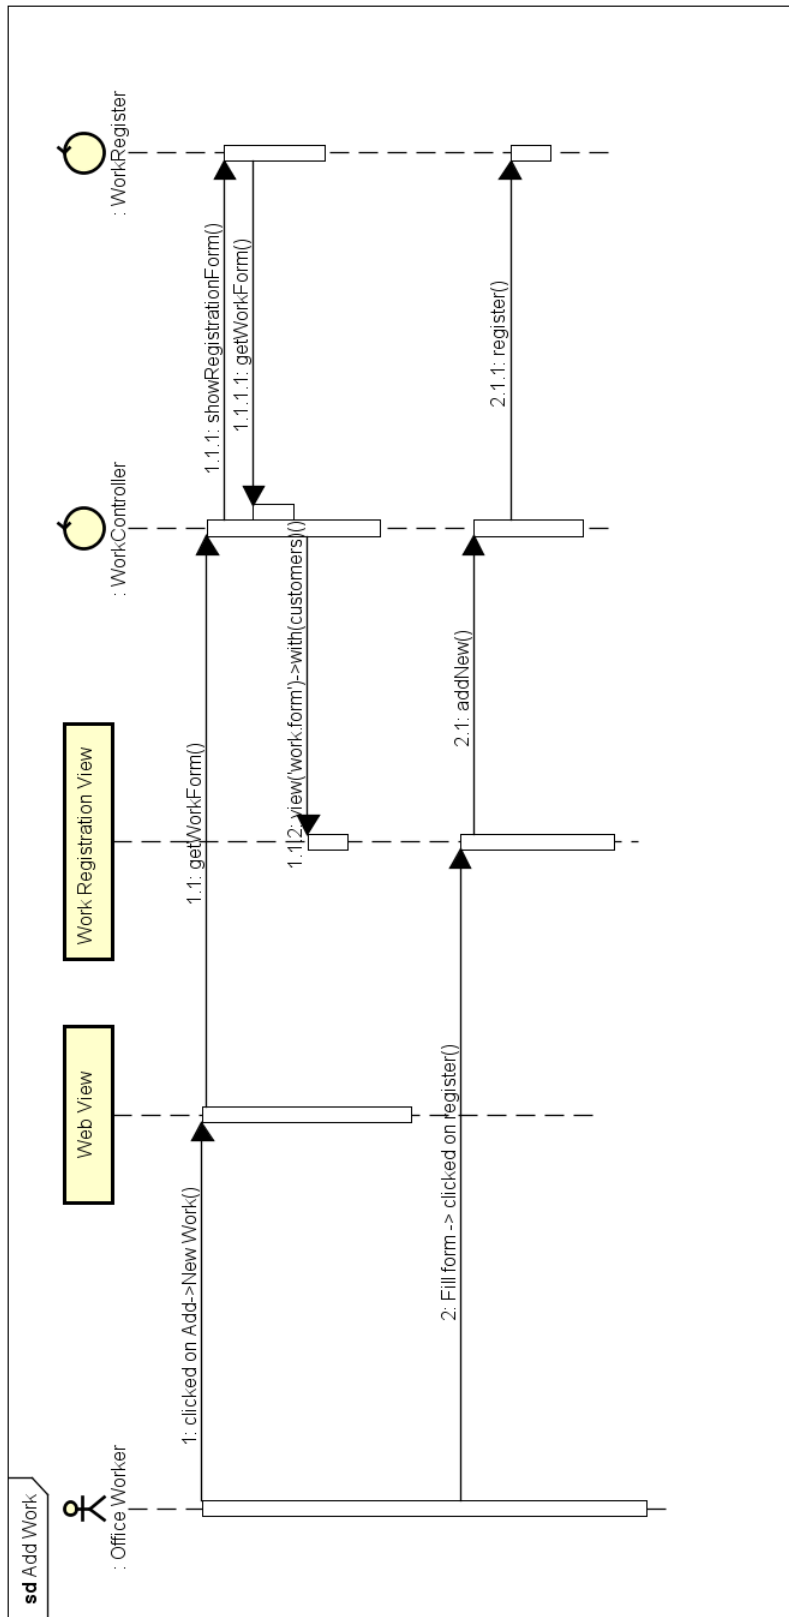 sd Add Work
: Office Worker
Web View
Work Registration View
: WorkController
: WorkRegister
1: clicked on Add->New Work()
1.1: getWorkForm()
1.1.1: showRegistrationForm()
1.1.1.1: getWorkForm()
1.1.2: view('work.form')->with(customers)()
2: Fill form -> clicked on register()
2.1: addNew()
2.1.1: register()